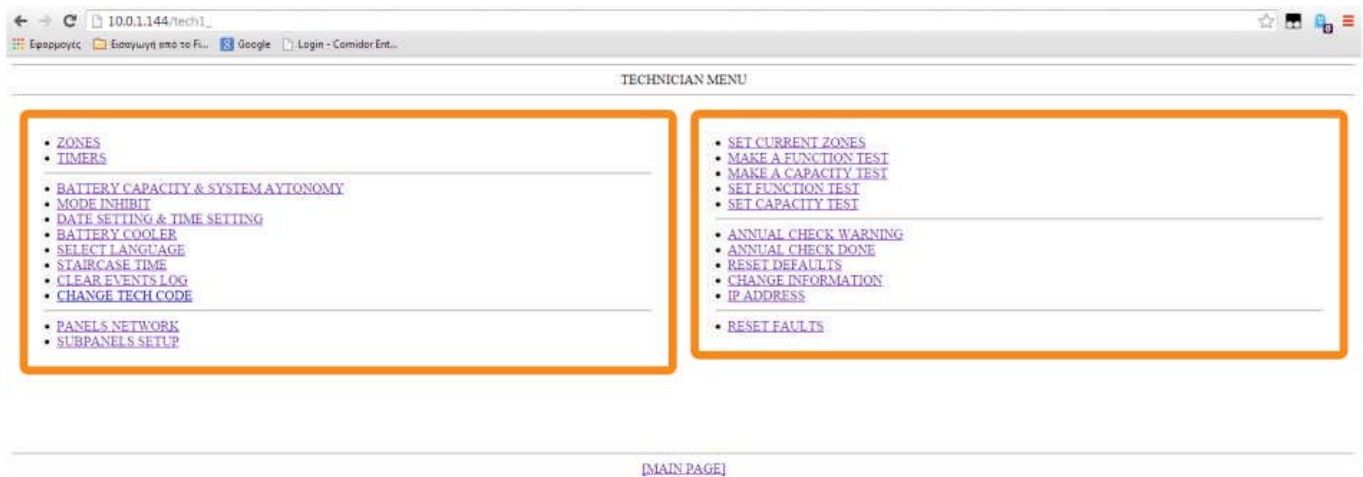 10.0.1.144/tech1_
Εφαρμογές Εισαγωγή από το Fi... Google Login - Comidor Ent...
TECHNICIAN MENU
ZONES
TIMERS
BATTERY CAPACITY & SYSTEM AYTONOMY
MODE INHIBIT
DATE SETTING & TIME SETTING
BATTERY COOLER
SELECT LANGUAGE
STAIRCASE TIME
CLEAR EVENTS LOG
CHANGE TECH CODE
PANELS NETWORK
SUBPANELS SETUP
SET CURRENT ZONES
MAKE A FUNCTION TEST
MAKE A CAPACITY TEST
SET FUNCTION TEST
SET CAPACITY TEST
ANNUAL CHECK WARNING
ANNUAL CHECK DONE
RESET DEFAULTS
CHANGE INFORMATION
IP ADDRESS
RESET FAULTS
[MAIN PAGE]